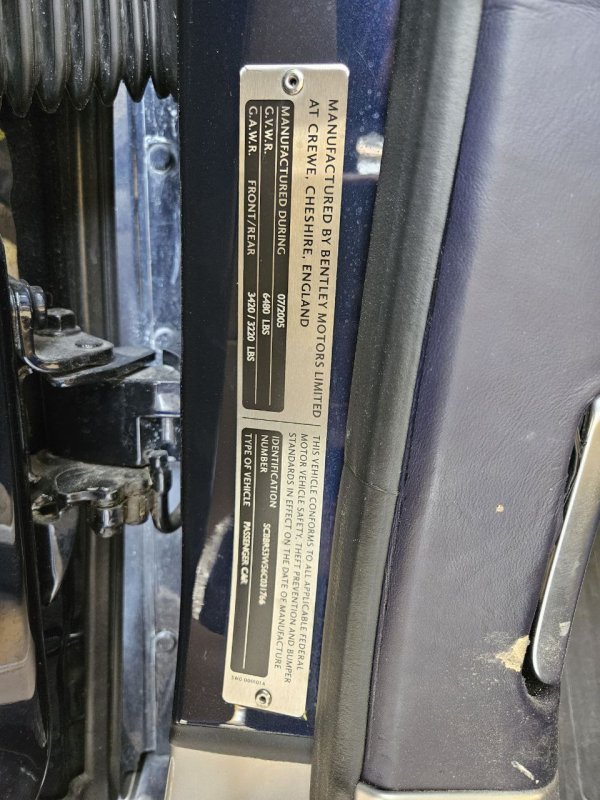 MANUFACTURED BY BENTLEY MOTORS LIMITED
AT CREWE, CHESHIRE, ENGLAND
MANUFACTURED DURING 07/2005
G.V.W.R. 6480 LBS
G.A.W.R. FRONT/REAR 3420 / 3220 LBS
THIS VEHICLE CONFORMS TO ALL APPLICABLE FEDERAL
MOTOR VEHICLE SAFETY, THEFT PREVENTION AND BUMPER
STANDARDS IN EFFECT ON THE DATE OF MANUFACTURE
IDENTIFICATION
NUMBER SCBBR53W56C031766
TYPE OF VEHICLE PASSENGER CAR